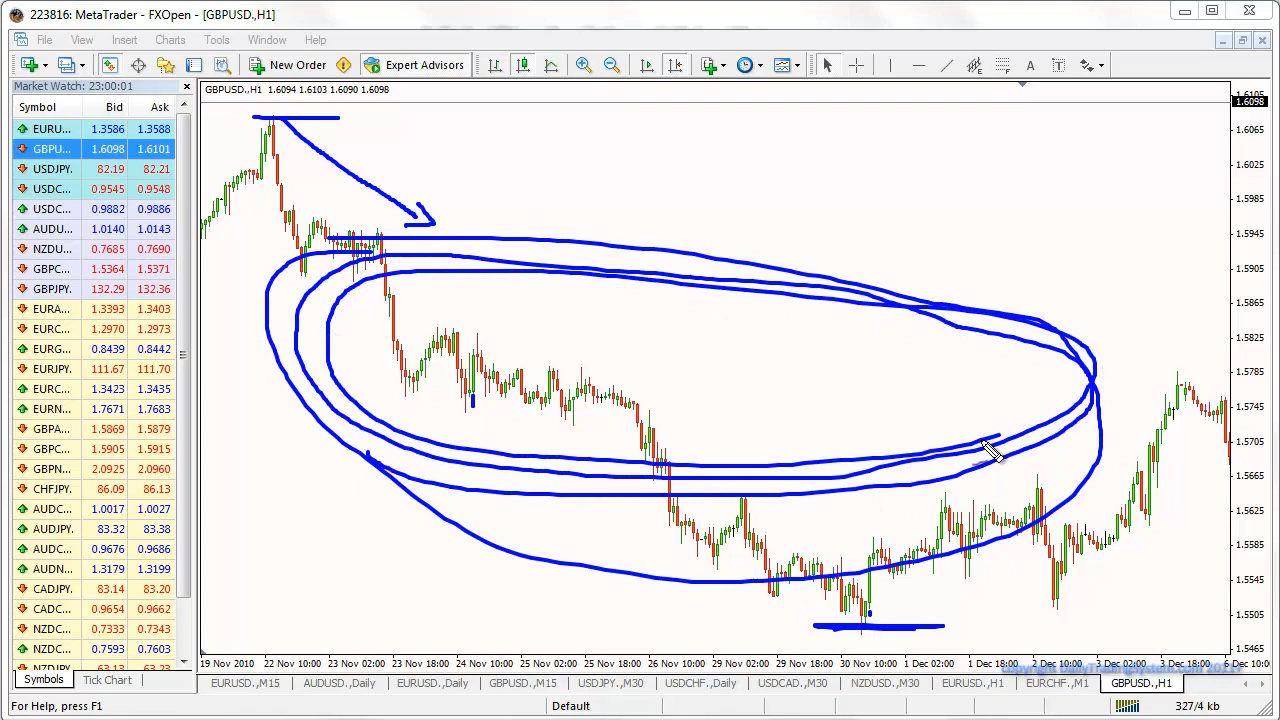 223816: MetaTrader - FXOpen - [GBPUSD.,H1]
File View Insert Charts Tools Window Help
New Order Expert Advisors
Market Watch: 23:00:01
Symbol Bid Ask
EURU... 1.3586 1.3588
GBPU... 1.6098 1.6101
USDJPY. 82.19 82.21
USDC... 0.9545 0.9548
USDC... 0.9882 0.9886
AUDU... 1.0140 1.0143
NZDU... 0.7685 0.7690
GBPC... 1.5364 1.5371
GBPJPY. 132.29 132.36
EURA... 1.3393 1.3403
EURC... 1.2970 1.2973
EURG... 0.8439 0.8442
EURJPY. 111.67 111.70
EURC... 1.3423 1.3435
EURN... 1.7671 1.7683
GBPA... 1.5869 1.5879
GBPC... 1.5905 1.5915
GBPN... 2.0925 2.0960
CHFJPY. 86.09 86.13
AUDC... 1.0017 1.0027
AUDJPY. 83.32 83.38
AUDC... 0.9676 0.9686
AUDN... 1.3179 1.3199
CADJPY. 83.14 83.20
CADC... 0.9654 0.9662
NZDC... 0.7333 0.7343
NZDC... 0.7593 0.7603
NZDJPY. 63.13 63.23
Symbols Tick Chart
GBPUSD.,H1 1.6094 1.6103 1.6090 1.6098
1.6105
1.6098
1.6065
1.6025
1.5985
1.5945
1.5905
1.5865
1.5825
1.5785
1.5745
1.5705
1.5665
1.5625
1.5585
1.5545
1.5505
1.5465
19 Nov 2010 22 Nov 10:00 23 Nov 02:00 23 Nov 18:00 24 Nov 10:00 25 Nov 02:00 25 Nov 18:00 26 Nov 10:00 29 Nov 02:00 29 Nov 18:00 30 Nov 10:00 1 Dec 02:00 1 Dec 18:00 3 Dec 02:00 3 Dec 18:00
EURUSD.,M15 AUDUSD.,Daily EURUSD.,Daily GBPUSD.,M15 USDJPY.,M30 USDCHF.,Daily USDCAD.,M30 NZDUSD.,M30 EURUSD.,H1 EURCHF.,M1 GBPUSD.,H1
For Help, press F1 Default 327/4 kb